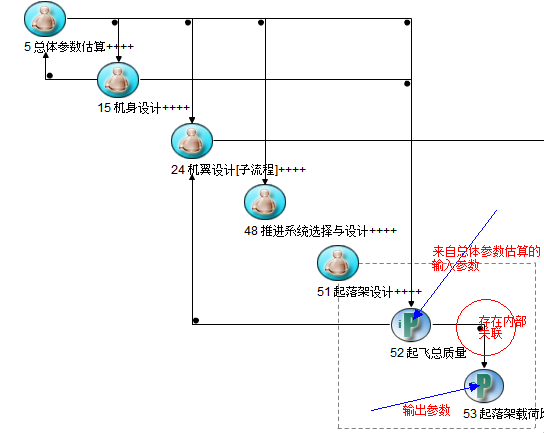 5 总体参数估算++++
15 机身设计++++
24 机翼设计[子流程]++++
48 推进系统选择与设计++++
来自总体参数估算的
输入参数
51 起落架设计++++
iP
存在内部
关联
52 起飞总质量
P
输出参数
53 起落架载荷